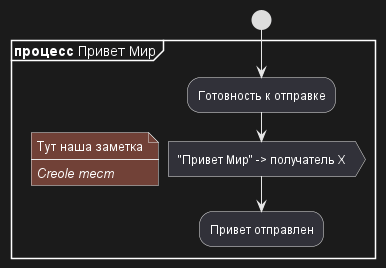 процесс Привет Мир
Готовность к отправке
Тут наша заметка
Creole тест
"Привет Мир" -> получатель X
Привет отправлен